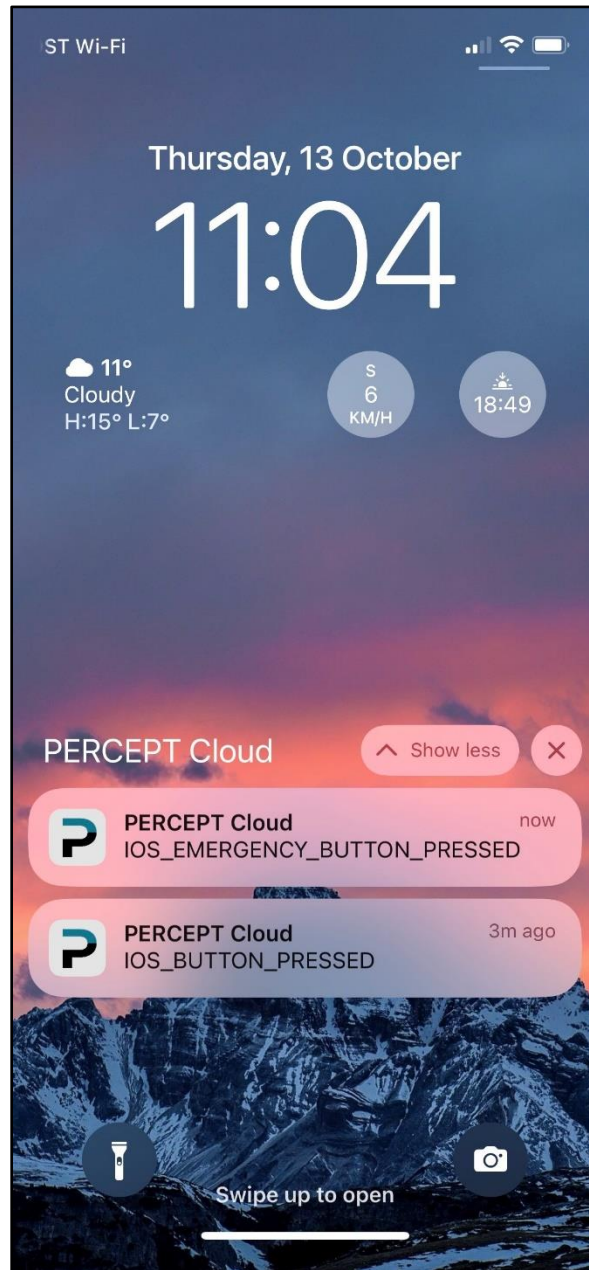 ST Wi-Fi
Thursday, 13 October
11:04
11°
Cloudy
H:15° L:7°
S
6
KM/H
18:49
PERCEPT Cloud
Show less
PERCEPT Cloud now
IOS_EMERGENCY_BUTTON_PRESSED
PERCEPT Cloud 3m ago
IOS_BUTTON_PRESSED
Swipe up to open